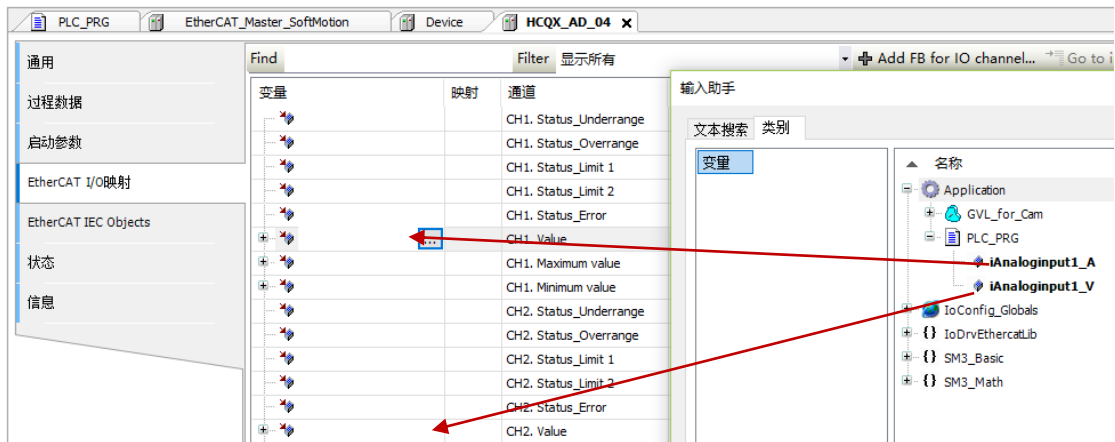 PLC_PRG
EtherCAT_Master_SoftMotion
Device
HCQX_AD_04
通用
过程数据
启动参数
EtherCAT I/O映射
EtherCAT IEC Objects
状态
信息
Find
Filter 显示所有
Add FB for IO channel...
Go to i
变量 映射 通道
CH1. Status_Underrange
CH1. Status_Overrange
CH1. Status_Limit 1
CH1. Status_Limit 2
CH1. Status_Error
... CH1. Value
CH1. Maximum value
CH1. Minimum value
CH2. Status_Underrange
CH2. Status_Overrange
CH2. Status_Limit 1
CH2. Status_Limit 2
CH2. Status_Error
CH2. Value
输入助手
文本搜索 类别
变量
名称
Application
GVL_for_Cam
PLC_PRG
iAnaloginput1_A
iAnaloginput1_V
IoConfig_Globals
{} IoDrvEthercatLib
{} SM3_Basic
{} SM3_Math